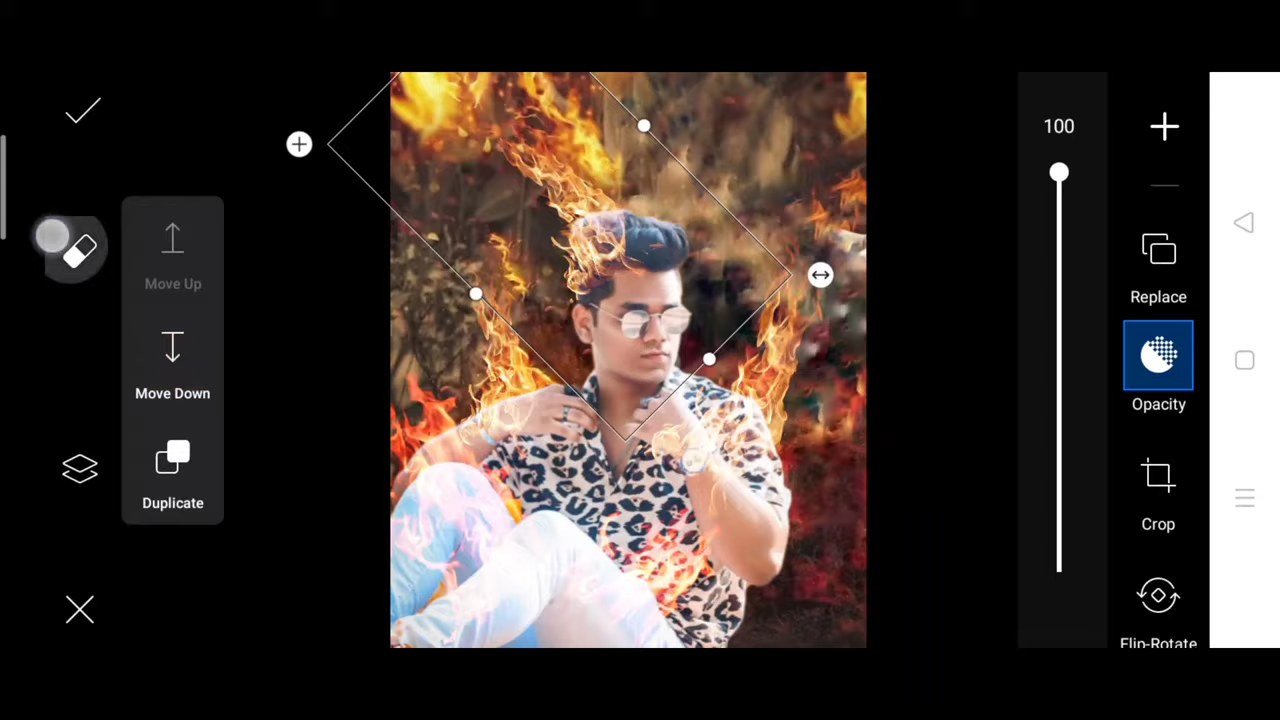 Move Up
Move Down
Duplicate
100
Replace
Opacity
Crop
Flip-Rotate